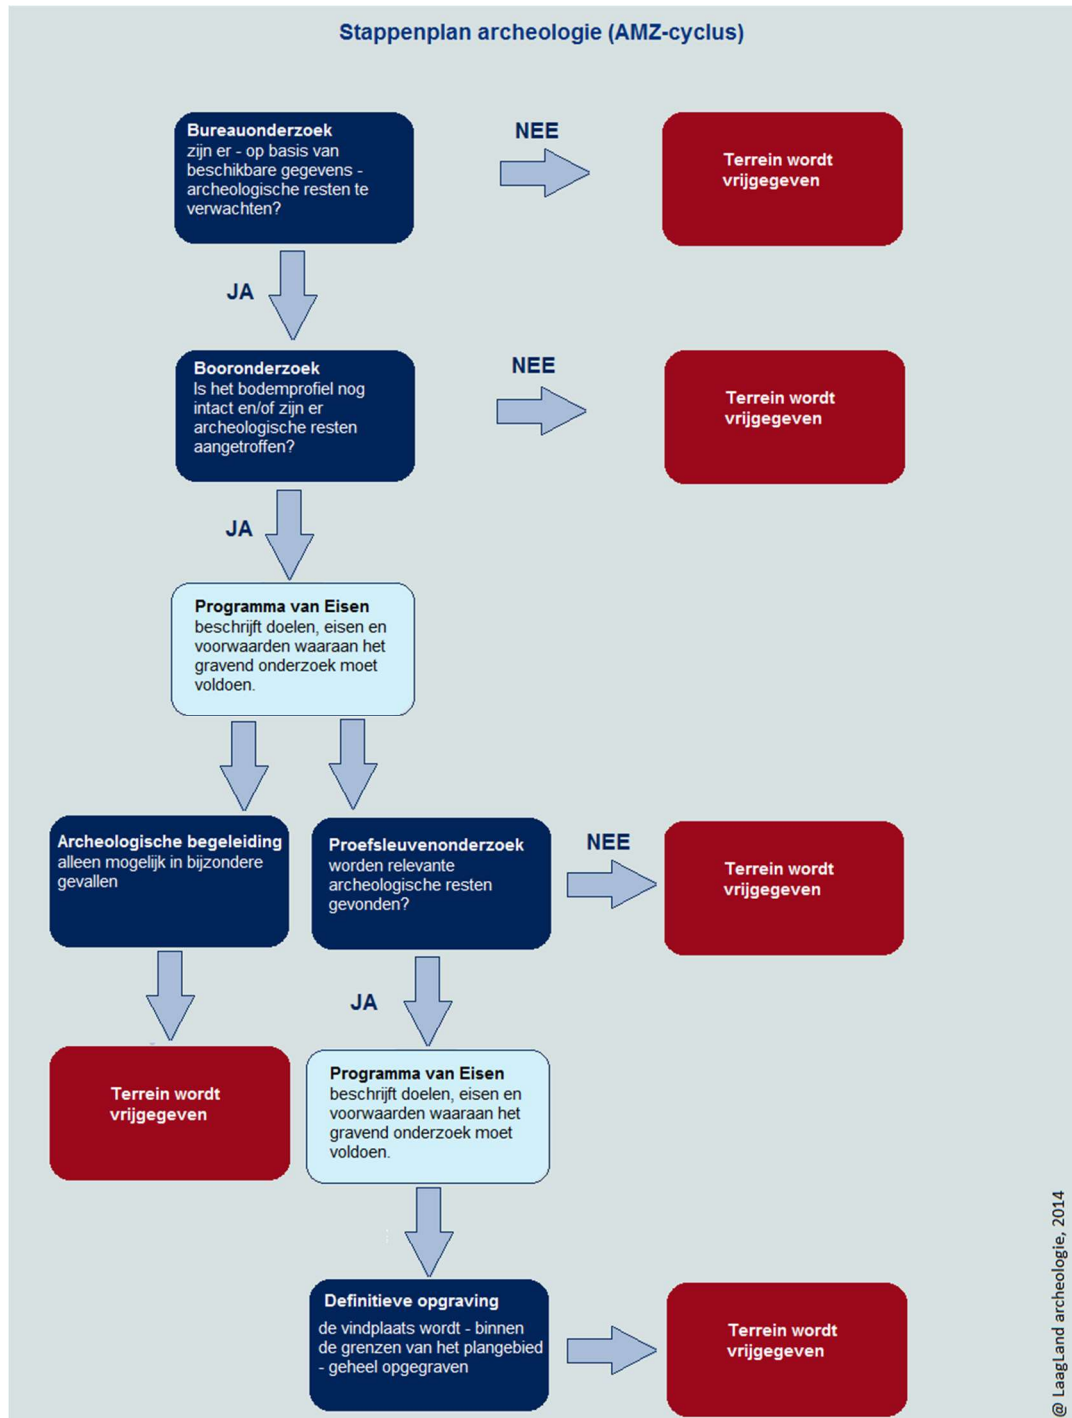 Stappenplan archeologie (AMZ-cyclus)
Bureauonderzoek
zijn er - op basis van
beschikbare gegevens -
archeologische resten te
verwachten?
NEE
Terrein wordt
vrijgegeven
JA
Booronderzoek
Is het bodemprofiel nog
intact en/of zijn er
archeologische resten
aangetroffen?
NEE
Terrein wordt
vrijgegeven
JA
Programma van Eisen
beschrijft doelen, eisen en
voorwaarden waaraan het
gravend onderzoek moet
voldoen.
Archeologische begeleiding
alleen mogelijk in bijzondere
gevallen
Proefsleuvenonderzoek
worden relevante
archeologische resten
gevonden?
NEE
Terrein wordt
vrijgegeven
JA
Terrein wordt
vrijgegeven
Programma van Eisen
beschrijft doelen, eisen en
voorwaarden waaraan het
gravend onderzoek moet
voldoen.
Definitieve opgraving
de vindplaats wordt - binnen
de grenzen van het plangebied
- geheel opgegraven
Terrein wordt
vrijgegeven
@ LaagLand archeologie, 2014